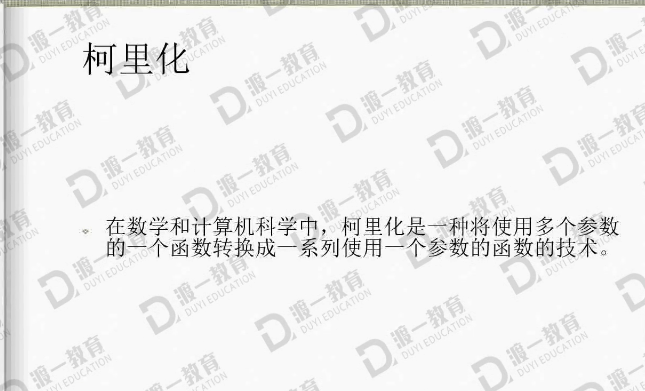 柯里化
在数学和计算机科学中，柯里化是一种将使用多个参数
的一个函数转换成一系列使用一个参数的函数的技术。
渡一教育
DUYI EDUCATION